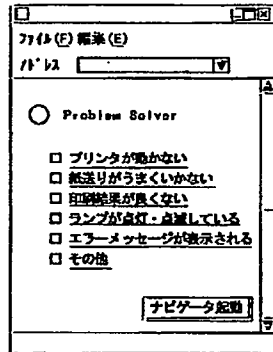 ファイル(F) 編集(E)
アドレス
Problem Solver
プリンタが動かない
紙送りがうまくいかない
印刷結果が良くない
ランプが点灯・点滅している
エラーメッセージが表示される
その他
ナビゲータ起動